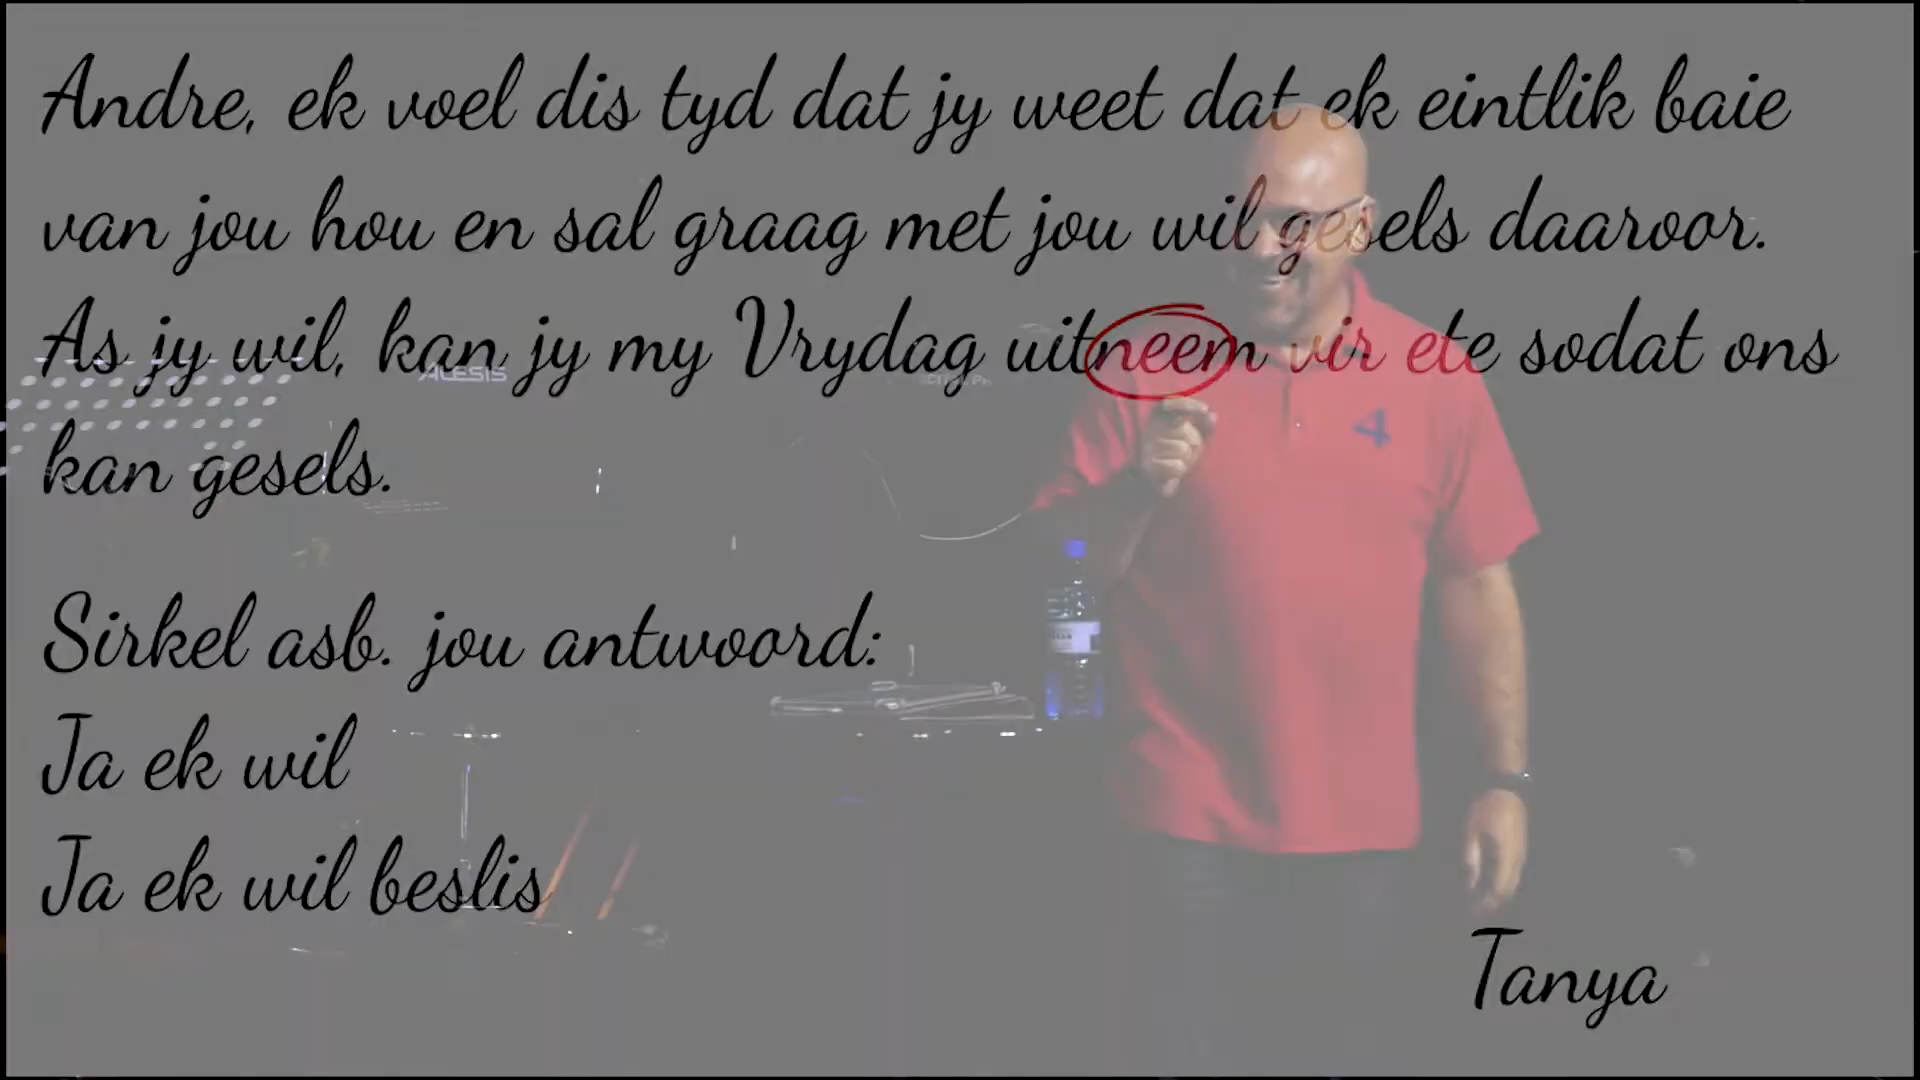 Andre, ek voel dis tyd dat jy weet dat ek eintlik baie
van jou hou en sal graag met jou wil gesels daaroor.
As jy wil, kan jy my Vrydag uitneem vir ete sodat ons
kan gesels.
ALESIS
4
Sirkel asb. jou antwoord:
Ja ek wil
Ja ek wil beslis
Tanya